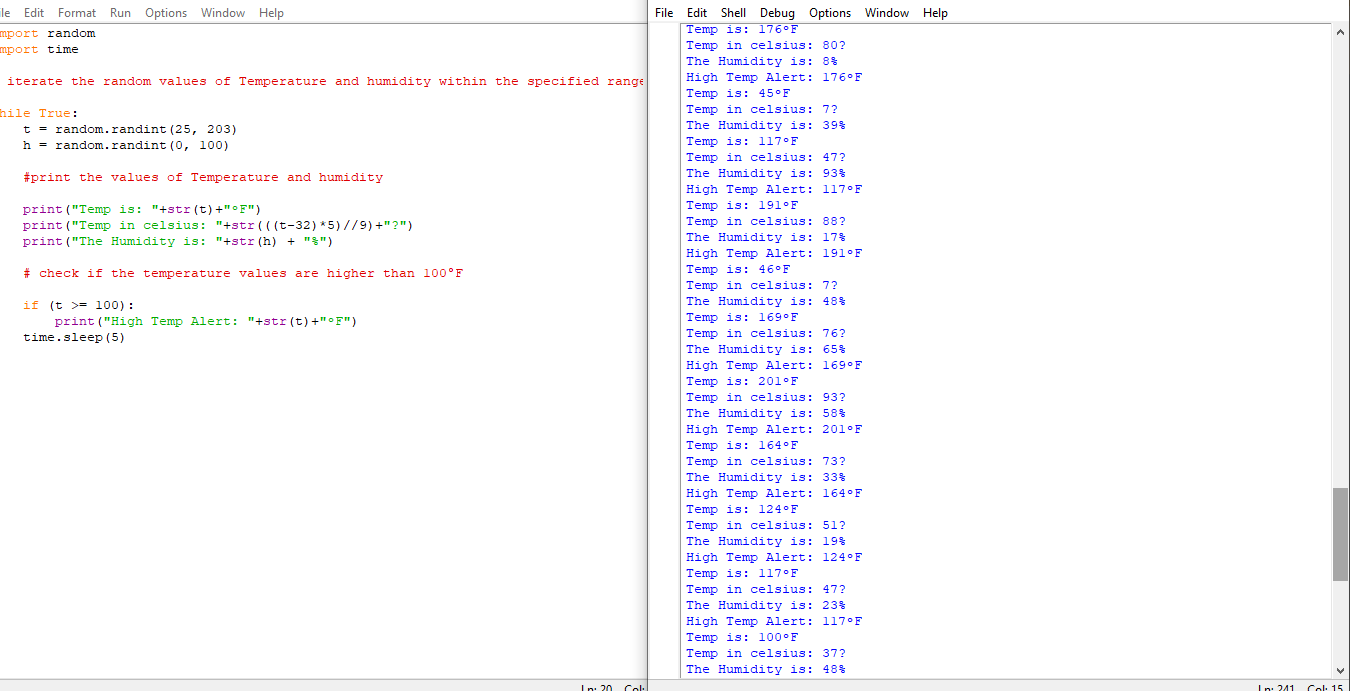 ile Edit Format Run Options Window Help
mport random
mport time
iterate the random values of Temperature and humidity within the specified range
hile True:
t = random.randint(25, 203)
h = random.randint(0, 100)
#print the values of Temperature and humidity
print("Temp is: "+str(t)+"°F")
print("Temp in celsius: "+str(((t-32)*5)//9)+"?")
print("The Humidity is: "+str(h) + "%")
# check if the temperature values are higher than 100°F
if (t >= 100):
print("High Temp Alert: "+str(t)+"°F")
time.sleep(5)
Ln: 20 Col:
File Edit Shell Debug Options Window Help
Temp is: 176°F
Temp in celsius: 80?
The Humidity is: 8%
High Temp Alert: 176°F
Temp is: 45°F
Temp in celsius: 7?
The Humidity is: 39%
Temp is: 117°F
Temp in celsius: 47?
The Humidity is: 93%
High Temp Alert: 117°F
Temp is: 191°F
Temp in celsius: 88?
The Humidity is: 17%
High Temp Alert: 191°F
Temp is: 46°F
Temp in celsius: 7?
The Humidity is: 48%
Temp is: 169°F
Temp in celsius: 76?
The Humidity is: 65%
High Temp Alert: 169°F
Temp is: 201°F
Temp in celsius: 93?
The Humidity is: 58%
High Temp Alert: 201°F
Temp is: 164°F
Temp in celsius: 73?
The Humidity is: 33%
High Temp Alert: 164°F
Temp is: 124°F
Temp in celsius: 51?
The Humidity is: 19%
High Temp Alert: 124°F
Temp is: 117°F
Temp in celsius: 47?
The Humidity is: 23%
High Temp Alert: 117°F
Temp is: 100°F
Temp in celsius: 37?
The Humidity is: 48%
Ln: 241 Col: 15